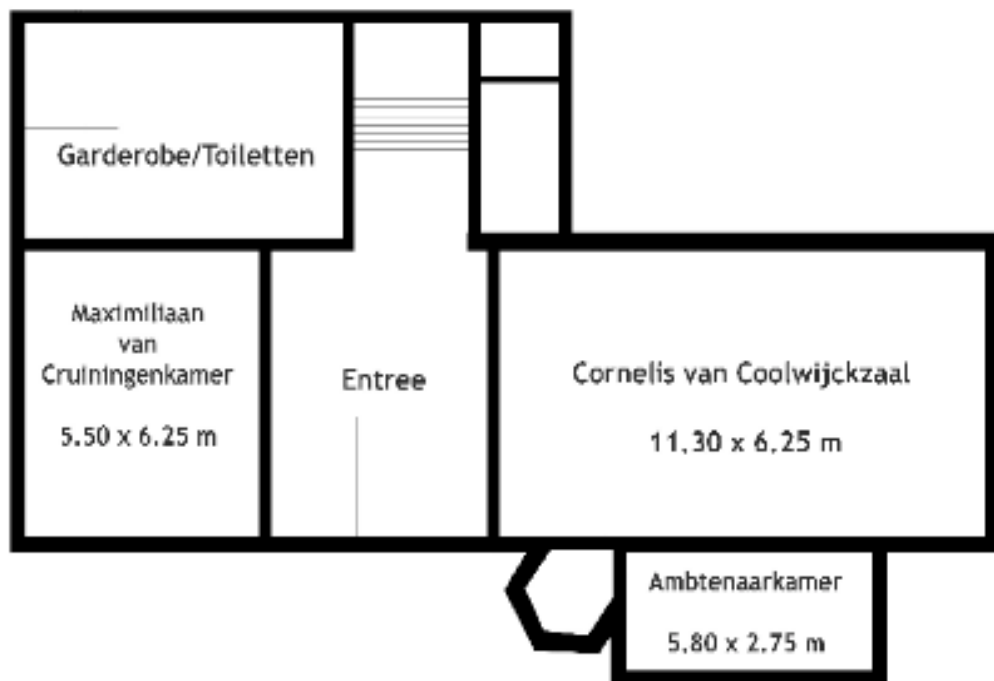 Garderobe/Toiletten
Maximiliaan
van
Cruiningenkamer
5.50 x 6.25 m
Entree
Cornelis van Coolwijckzaal
11.30 x 6.25 m
Ambtenaarkamer
5.80 x 2.75 m